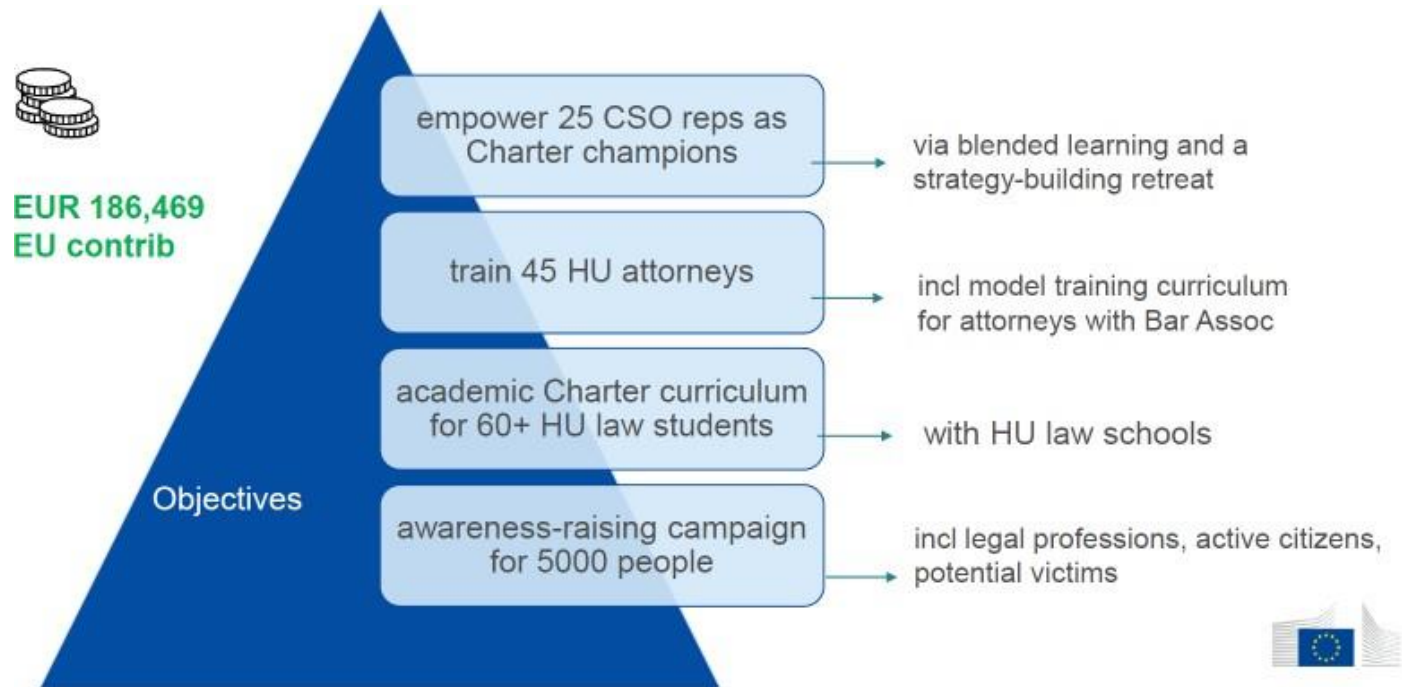 EUR 186,469
EU contrib
Objectives
empower 25 CSO reps as
Charter champions
via blended learning and a
strategy-building retreat
train 45 HU attorneys
incl model training curriculum
for attorneys with Bar Assoc
academic Charter curriculum
for 60+ HU law students
with HU law schools
awareness-raising campaign
for 5000 people
incl legal professions, active citizens,
potential victims